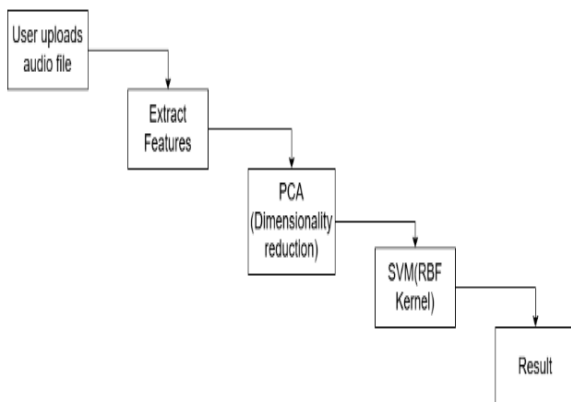 User uploads
audio file
Extract
Features
PCA
(Dimensionality
reduction)
SVM(RBF
Kernel)
Result